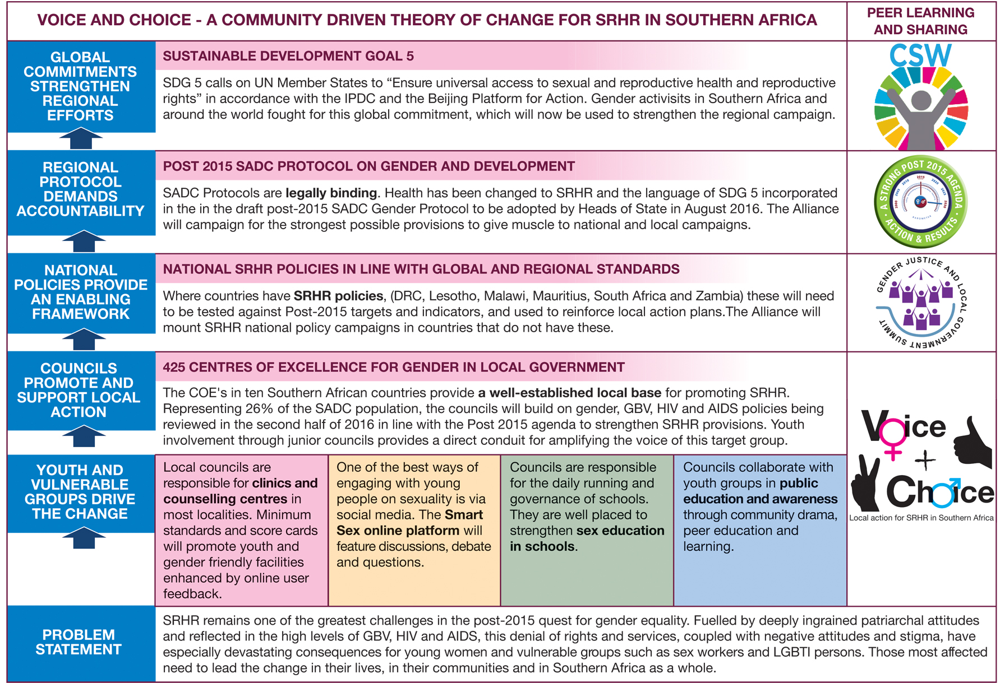 VOICE AND CHOICE - A COMMUNITY DRIVEN THEORY OF CHANGE FOR SRHR IN SOUTHERN AFRICA
PEER LEARNING
AND SHARING
GLOBAL
COMMITMENTS
STRENGTHEN
REGIONAL
EFFORTS
SUSTAINABLE DEVELOPMENT GOAL 5
SDG 5 calls on UN Member States to “Ensure universal access to sexual and reproductive health and reproductive
rights” in accordance with the IPDC and the Beijing Platform for Action. Gender activisits in Southern Africa and
around the world fought for this global commitment, which will now be used to strengthen the regional campaign.
CSW
REGIONAL
PROTOCOL
DEMANDS
ACCOUNTABILITY
POST 2015 SADC PROTOCOL ON GENDER AND DEVELOPMENT
SADC Protocols are legally binding. Health has been changed to SRHR and the language of SDG 5 incorporated
in the in the draft post-2015 SADC Gender Protocol to be adopted by Heads of State in August 2016. The Alliance
will campaign for the strongest possible provisions to give muscle to national and local campaigns.
A STRONG POST 2015 AGENDA
ACTION & RESULTS
2000
2005
2010
2015
2020
2025
2030
BAROMETER
NATIONAL
POLICIES PROVIDE
AN ENABLING
FRAMEWORK
NATIONAL SRHR POLICIES IN LINE WITH GLOBAL AND REGIONAL STANDARDS
Where countries have SRHR policies, (DRC, Lesotho, Malawi, Mauritius, South Africa and Zambia) these will need
to be tested against Post-2015 targets and indicators, and used to reinforce local action plans.The Alliance will
mount SRHR national policy campaigns in countries that do not have these.
GENDER JUSTICE AND LOCAL GOVERNMENT SUMMIT
COUNCILS
PROMOTE AND
SUPPORT LOCAL
ACTION
425 CENTRES OF EXCELLENCE FOR GENDER IN LOCAL GOVERNMENT
The COE's in ten Southern African countries provide a well-established local base for promoting SRHR.
Representing 26% of the SADC population, the councils will build on gender, GBV, HIV and AIDS policies being
reviewed in the second half of 2016 in line with the Post 2015 agenda to strengthen SRHR provisions. Youth
involvement through junior councils provides a direct conduit for amplifying the voice of this target group.
YOUTH AND
VULNERABLE
GROUPS DRIVE
THE CHANGE
Local councils are
responsible for clinics and
counselling centres in
most localities. Minimum
standards and score cards
will promote youth and
gender friendly facilities
enhanced by online user
feedback.
One of the best ways of
engaging with young
people on sexuality is via
social media. The Smart
Sex online platform will
feature discussions, debate
and questions.
Councils are responsible
for the daily running and
governance of schools.
They are well placed to
strengthen sex education
in schools.
Councils collaborate with
youth groups in public
education and awareness
through community drama,
peer education and
learning.
Voice
+
Choice
Local action for SRHR in Southern Africa
PROBLEM
STATEMENT
SRHR remains one of the greatest challenges in the post-2015 quest for gender equality. Fuelled by deeply ingrained patriarchal attitudes
and reflected in the high levels of GBV, HIV and AIDS, this denial of rights and services, coupled with negative attitudes and stigma, have
especially devastating consequences for young women and vulnerable groups such as sex workers and LGBTI persons. Those most affected
need to lead the change in their lives, in their communities and in Southern Africa as a whole.